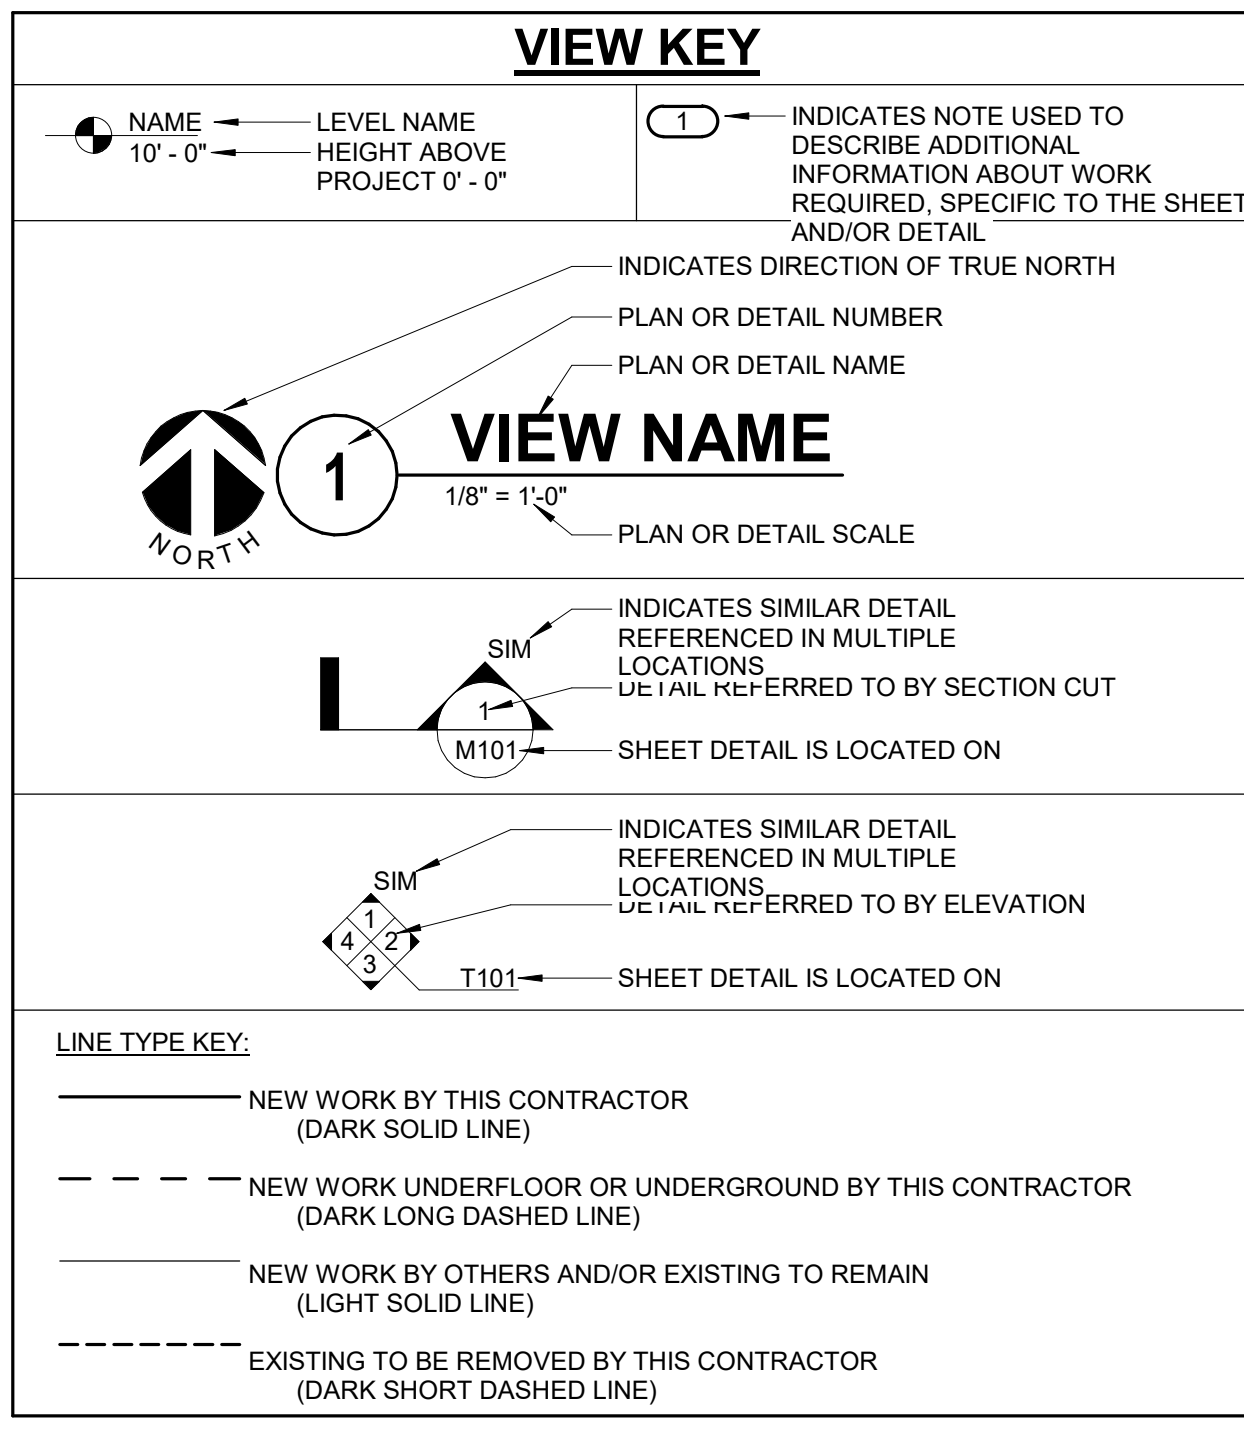 VIEW KEY
NAME
10' - 0"
LEVEL NAME
HEIGHT ABOVE
PROJECT 0' - 0"
1
INDICATES NOTE USED TO
DESCRIBE ADDITIONAL
INFORMATION ABOUT WORK
REQUIRED, SPECIFIC TO THE SHEET
AND/OR DETAIL
INDICATES DIRECTION OF TRUE NORTH
PLAN OR DETAIL NUMBER
PLAN OR DETAIL NAME
NORTH
1
VIEW NAME
1/8" = 1'-0"
PLAN OR DETAIL SCALE
SIM
1
M101
INDICATES SIMILAR DETAIL
REFERENCED IN MULTIPLE
LOCATIONS
DETAIL REFERRED TO BY SECTION CUT
SHEET DETAIL IS LOCATED ON
SIM
1
4 2
3
T101
INDICATES SIMILAR DETAIL
REFERENCED IN MULTIPLE
LOCATIONS
DETAIL REFERRED TO BY ELEVATION
SHEET DETAIL IS LOCATED ON
LINE TYPE KEY:
NEW WORK BY THIS CONTRACTOR
(DARK SOLID LINE)
NEW WORK UNDERFLOOR OR UNDERGROUND BY THIS CONTRACTOR
(DARK LONG DASHED LINE)
NEW WORK BY OTHERS AND/OR EXISTING TO REMAIN
(LIGHT SOLID LINE)
EXISTING TO BE REMOVED BY THIS CONTRACTOR
(DARK SHORT DASHED LINE)